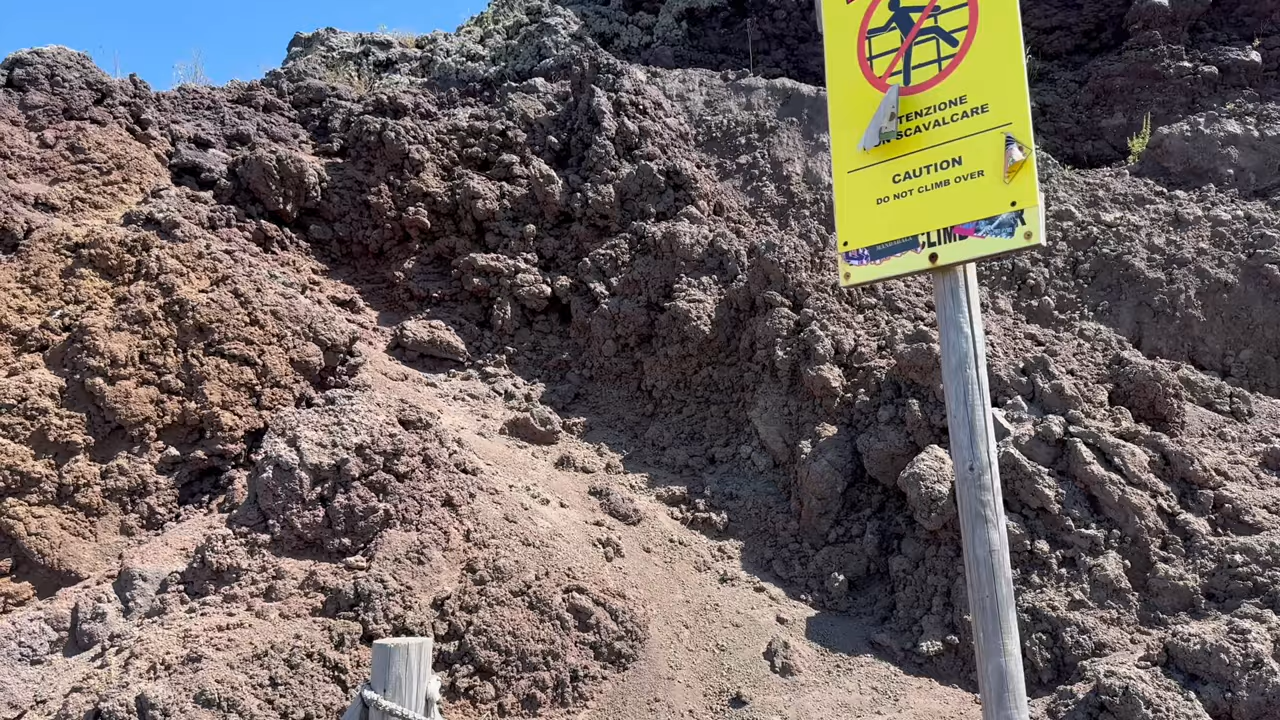 TENZIONE
SCAVALCARE
CAUTION
DO NOT CLIMB OVER
CLIMB